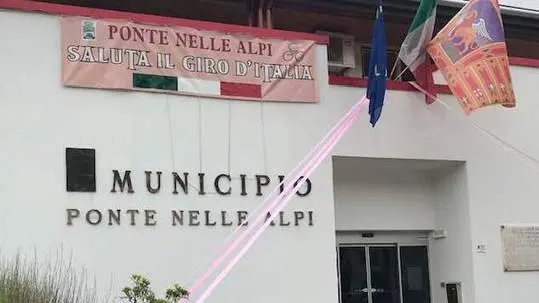 PONTE NELLE ALPI
SALUTA IL GIRO D'ITALIA
MUNICIPIO
PONTE NELLE ALPI